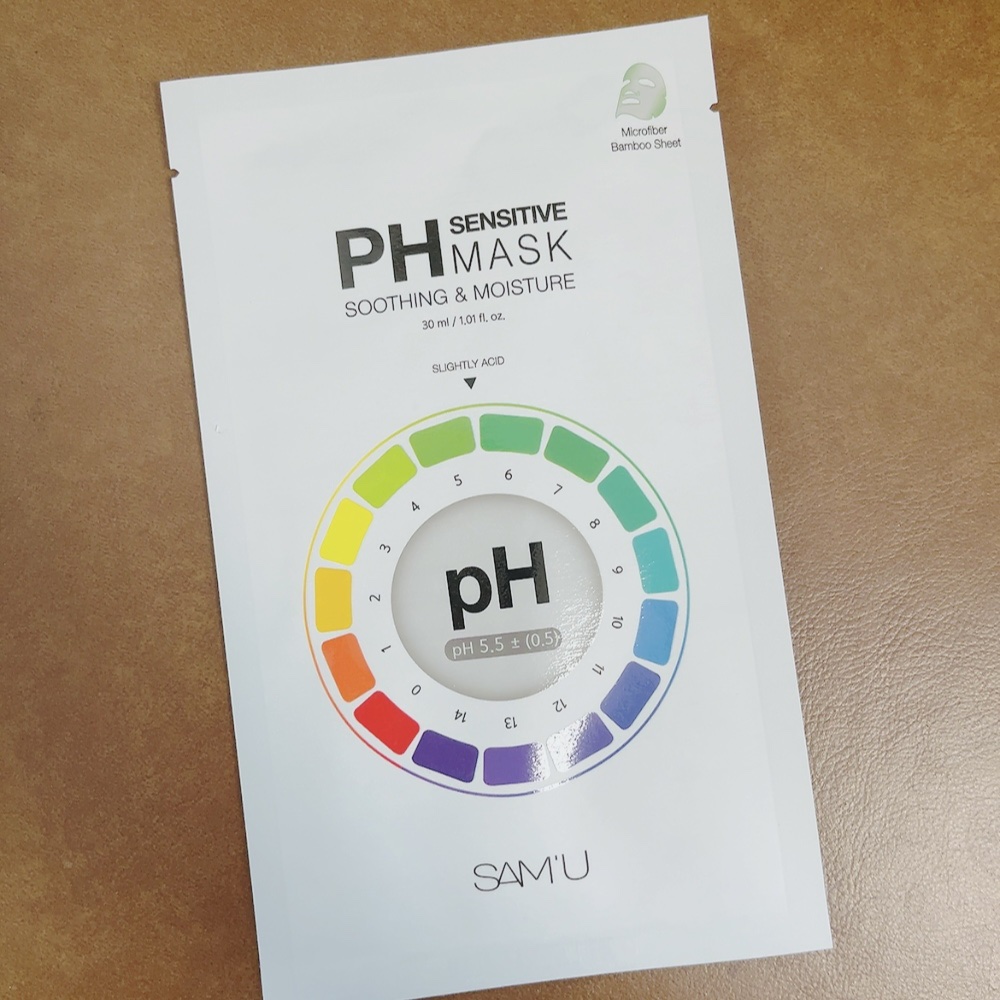 Microfiber
Bamboo Sheet
PH SENSITIVE
MASK
SOOTHING & MOISTURE
30 ml / 1.01 fl. oz.
SLIGHTLY ACID
0
1
2
3
4
5
6
7
8
9
10
11
12
13
14
pH
pH 5.5 ± (0.5)
SAM'U